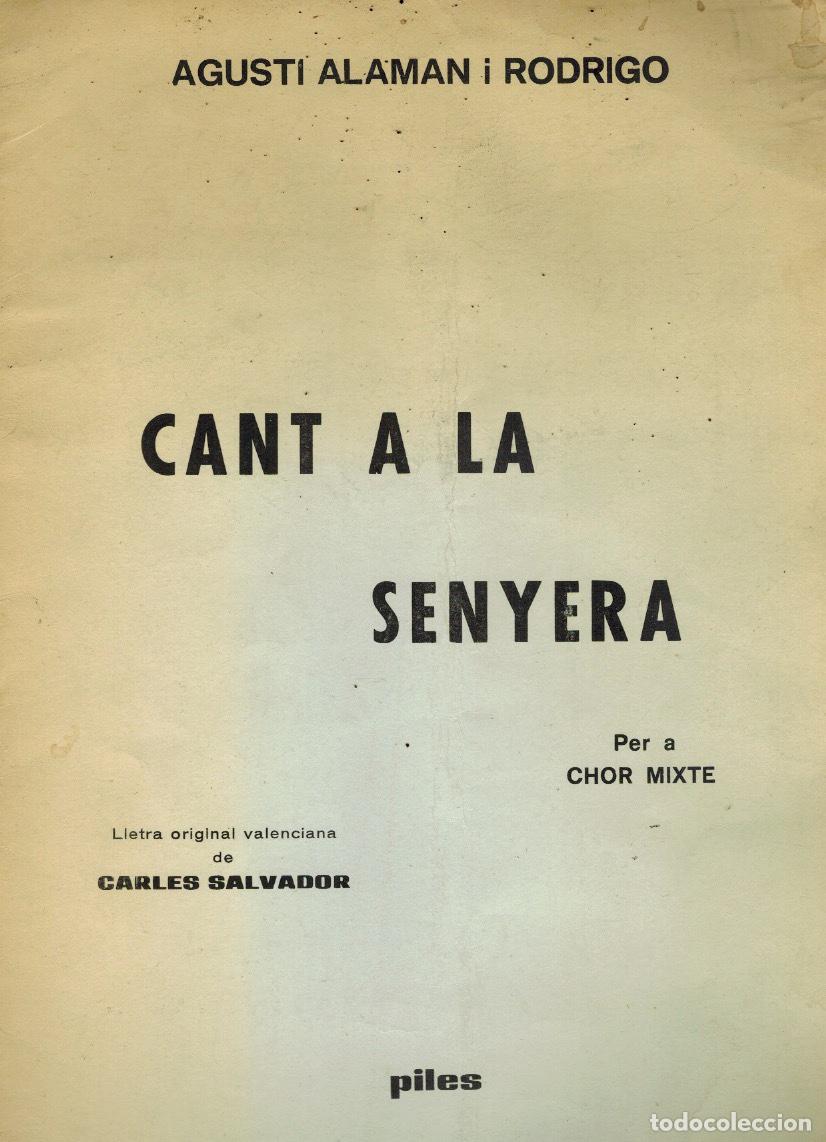 AGUSTI ALAMAN i RODRIGO
CANT A LA
SENYERA
Per a
CHOR MIXTE
Lletra original valenciana
de
CARLES SALVADOR
piles
todocoleccion